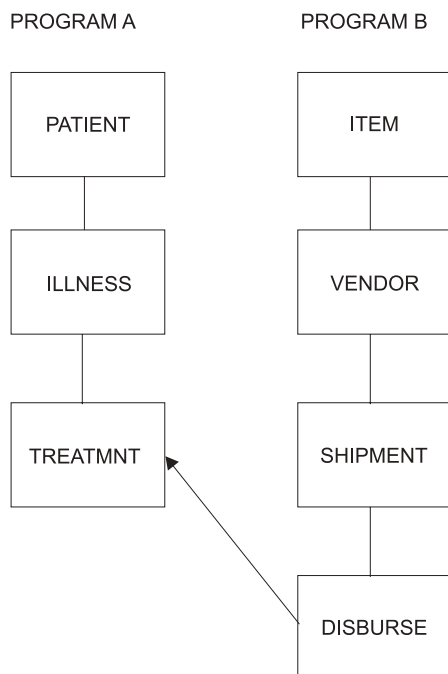 PROGRAM A
PROGRAM B
PATIENT
ITEM
ILLNESS
VENDOR
TREATMNT
SHIPMENT
DISBURSE